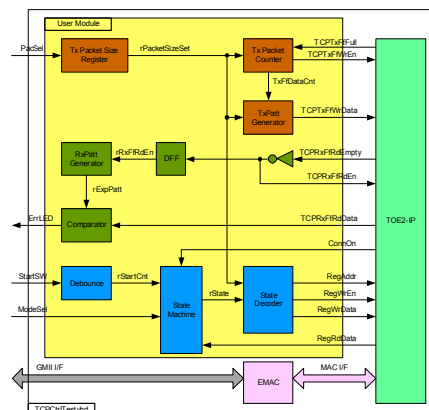 User Module
PacSel
Tx Packet Size
Register
rPacketSizeSet
Tx Packet
Counter
TCPTxFfFull
TCPTxFfWrEn
TxFfDataCnt
TxPatt
Generator
TCPTxFfWrData
RxPatt
Generator
rRxFfRdEn
DFF
TCPRxFfRdEmpty
rExpPatt
TCPRxFfRdEn
ErrLED
Comparator
TCPRxFfRdData
TOE2-IP
ConnOn
StartSW
Debounce
rStartCnt
State
Machine
rState
State
Decoder
RegAddr
RegWrEn
RegWrData
ModeSel
RegRdData
GMII I/F
EMAC
MAC I/F
TCPCtrlTest.vhd